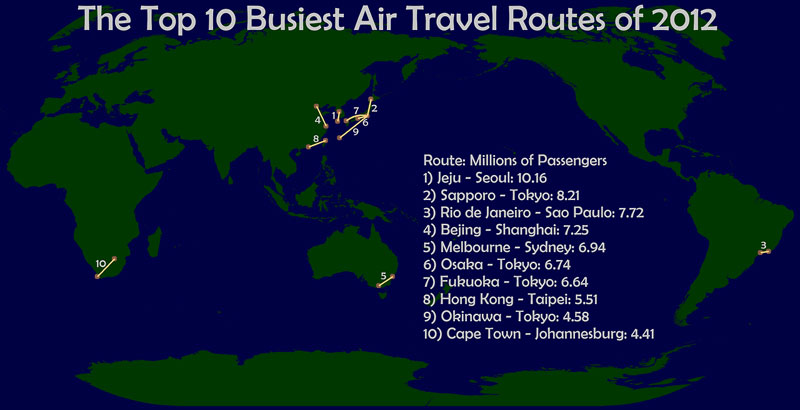 The Top 10 Busiest Air Travel Routes of 2012
1
2
7
4
6
9
8
Route: Millions of Passengers
1) Jeju - Seoul: 10.16
2) Sapporo - Tokyo: 8.21
3) Rio de Janeiro - Sao Paulo: 7.72
4) Bejing - Shanghai: 7.25
5) Melbourne - Sydney: 6.94
6) Osaka - Tokyo: 6.74
7) Fukuoka - Tokyo: 6.64
8) Hong Kong - Taipei: 5.51
9) Okinawa - Tokyo: 4.58
10) Cape Town - Johannesburg: 4.41
3
10
5